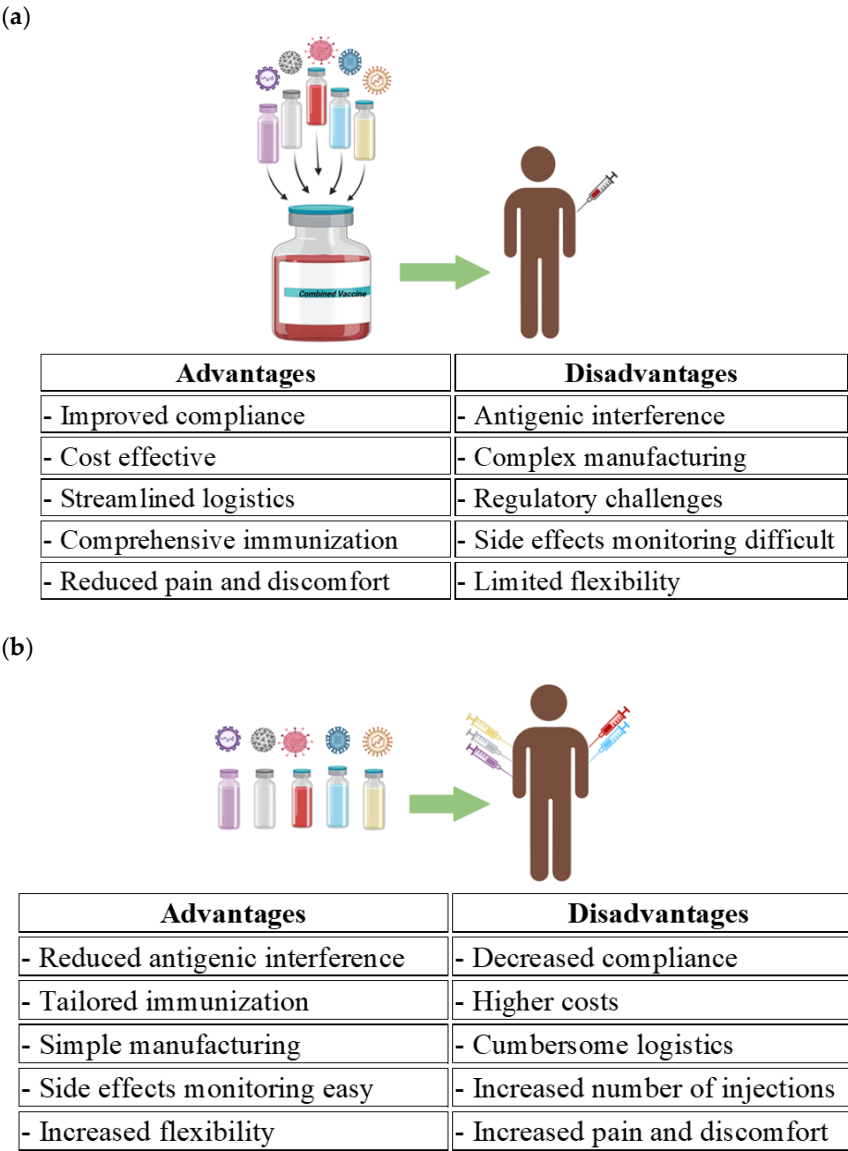 (a)
Combined Vaccine
Advantages Disadvantages
- Improved compliance - Antigenic interference
- Cost effective - Complex manufacturing
- Streamlined logistics - Regulatory challenges
- Comprehensive immunization - Side effects monitoring difficult
- Reduced pain and discomfort - Limited flexibility
(b)
Advantages Disadvantages
- Reduced antigenic interference - Decreased compliance
- Tailored immunization - Higher costs
- Simple manufacturing - Cumbersome logistics
- Side effects monitoring easy - Increased number of injections
- Increased flexibility - Increased pain and discomfort